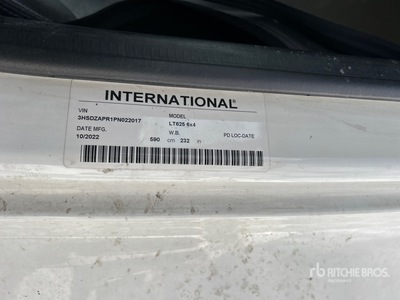 INTERNATIONAL®
VIN MODEL
3HSDZAPR1PN022017 LT625 6x4
DATE MFG. W.B. PD LOC-DATE
10/2022 590 cm 232 in
rb RITCHIE BROS.